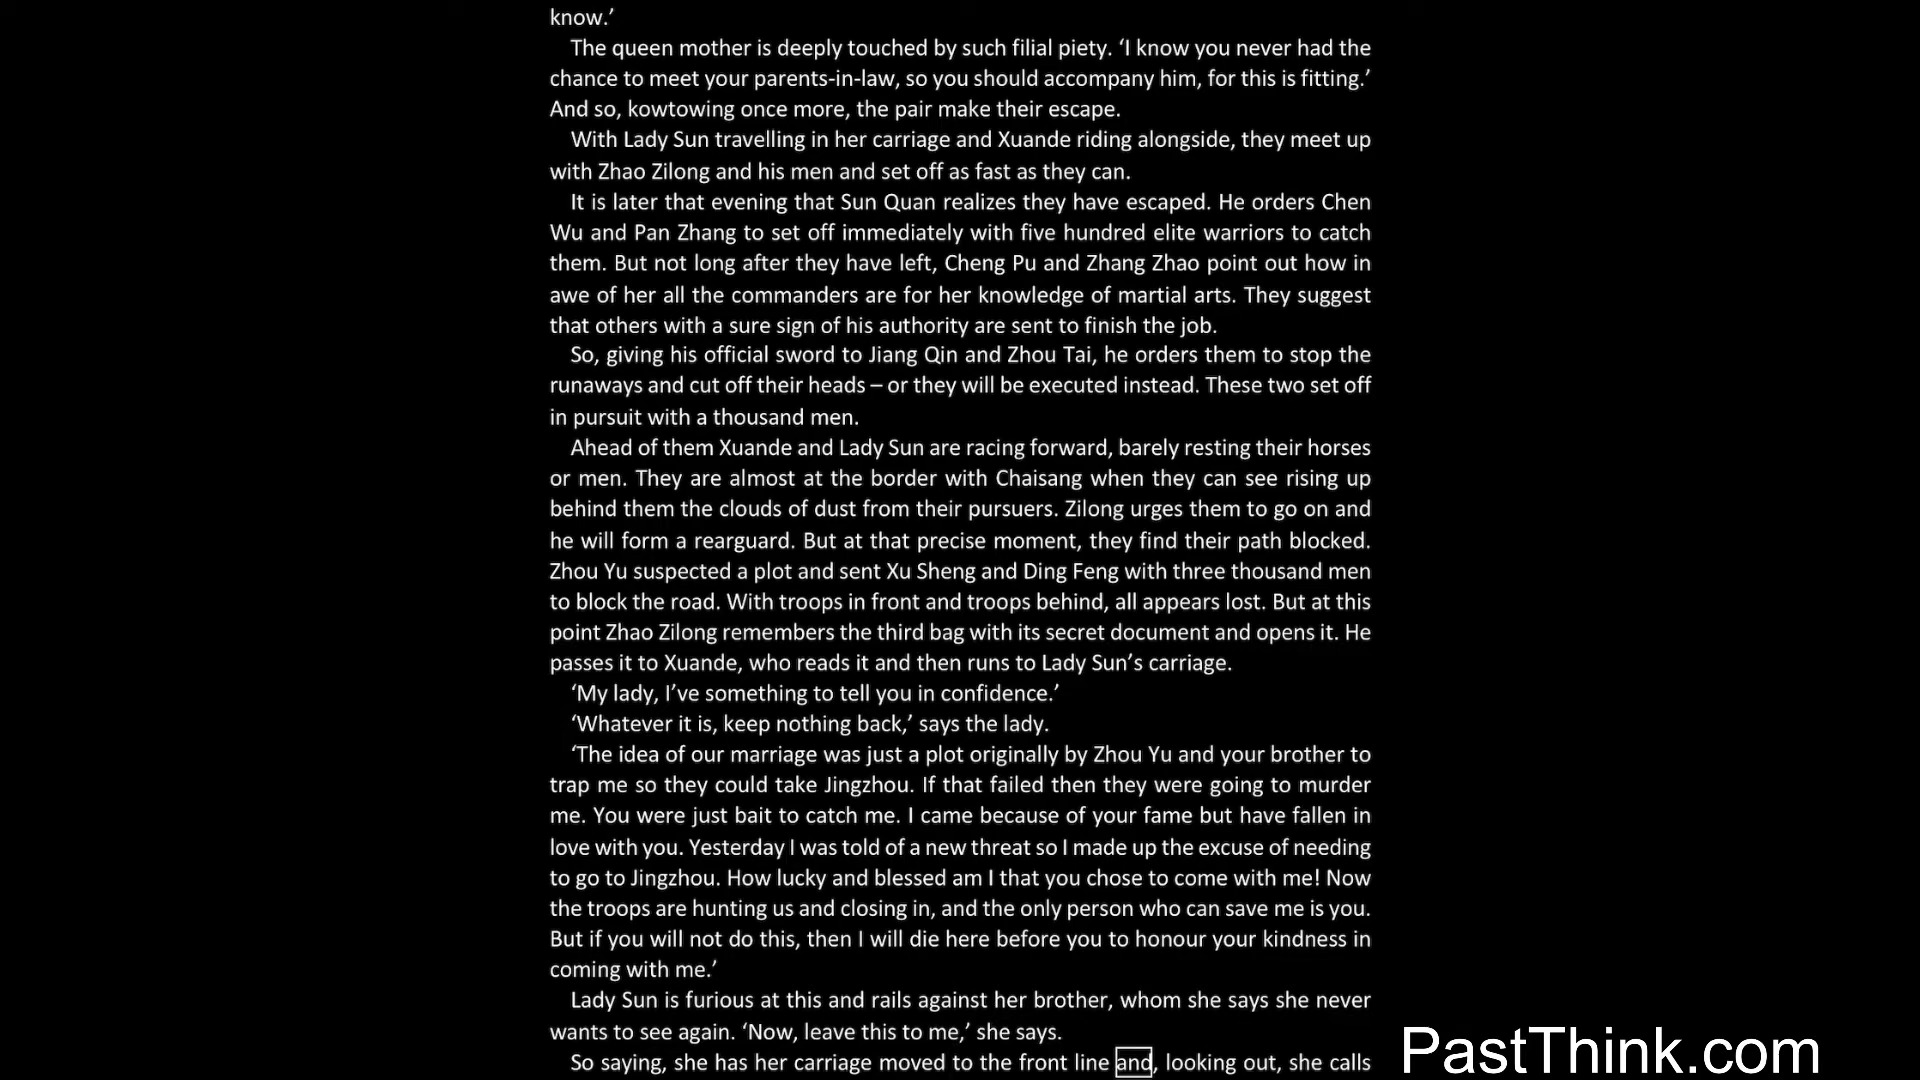 know.’
The queen mother is deeply touched by such filial piety. ‘I know you never had the
chance to meet your parents-in-law, so you should accompany him, for this is fitting.’
And so, kowtowing once more, the pair make their escape.
With Lady Sun travelling in her carriage and Xuande riding alongside, they meet up
with Zhao Zilong and his men and set off as fast as they can.
It is later that evening that Sun Quan realizes they have escaped. He orders Chen
Wu and Pan Zhang to set off immediately with five hundred elite warriors to catch
them. But not long after they have left, Cheng Pu and Zhang Zhao point out how in
awe of her all the commanders are for her knowledge of martial arts. They suggest
that others with a sure sign of his authority are sent to finish the job.
So, giving his official sword to Jiang Qin and Zhou Tai, he orders them to stop the
runaways and cut off their heads – or they will be executed instead. These two set off
in pursuit with a thousand men.
Ahead of them Xuande and Lady Sun are racing forward, barely resting their horses
or men. They are almost at the border with Chaisang when they can see rising up
behind them the clouds of dust from their pursuers. Zilong urges them to go on and
he will form a rearguard. But at that precise moment, they find their path blocked.
Zhou Yu suspected a plot and sent Xu Sheng and Ding Feng with three thousand men
to block the road. With troops in front and troops behind, all appears lost. But at this
point Zhao Zilong remembers the third bag with its secret document and opens it. He
passes it to Xuande, who reads it and then runs to Lady Sun’s carriage.
‘My lady, I’ve something to tell you in confidence.’
‘Whatever it is, keep nothing back,’ says the lady.
‘The idea of our marriage was just a plot originally by Zhou Yu and your brother to
trap me so they could take Jingzhou. If that failed then they were going to murder
me. You were just bait to catch me. I came because of your fame but have fallen in
love with you. Yesterday I was told of a new threat so I made up the excuse of needing
to go to Jingzhou. How lucky and blessed am I that you chose to come with me! Now
the troops are hunting us and closing in, and the only person who can save me is you.
But if you will not do this, then I will die here before you to honour your kindness in
coming with me.’
Lady Sun is furious at this and rails against her brother, whom she says she never
wants to see again. ‘Now, leave this to me,’ she says.
So saying, she has her carriage moved to the front line and, looking out, she calls
PastThink.com